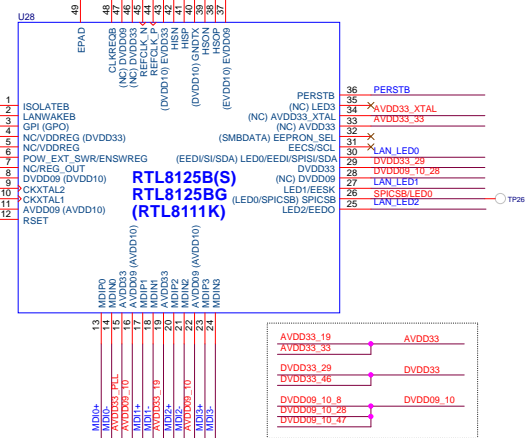 U28
49
48
47
46
45
44
43
42
41
40
39
38
37
EPAD
CLKREQB
(NC) DVDD09
(NC) DVDD33
REFCLK_N
REFCLK_P
(DVDD10) EVDD33
HISN
HISP
(DVDD10) GNDTX
HSON
HSOP
(EVDD10) EVDD09
1 ISOLATEB
2 LANWAKEB
3 GPI (GPO)
4 NC/VDDREG (DVDD33)
5 NC/VDDREG
6 POW_EXT_SWR/ENSWREG
7 NC/REG_OUT
8 DVDD09 (DVDD10)
9 CKXTAL2
10 CKXTAL1
11 AVDD09 (AVDD10)
12 RSET
RTL8125B(S)
RTL8125BG
(RTL8111K)
PERSTB 36 PERSTB
(NC) LED3 35
(NC) AVDD33_XTAL 34 AVDD33_XTAL
(NC) AVDD33 33 AVDD33_33
(SMBDATA) EEPRON_SEL 32
EECS/SCL 31
(EEDI/SI/SDA) LED0/EEDI/SPISI/SDA 30 LAN_LED0
DVDD33 29 DVDD33_29
(NC) DVDD09 28 DVDD09_10_28
LED1/EESK 27 LAN_LED1
(LED0/SPICSB) SPICSB 26 SPICSB/LED0 TP26
LED2/EEDO 25 LAN_LED2
MDIP0
MDIN0
AVDD33
AVDD09 (AVDD10)
MDIP1
MDIN1
AVDD33
MDIP2
MDIN2
AVDD09 (AVDD10)
MDIP3
MDIN3
13
14
15
16
17
18
19
20
21
22
23
24
MDI0+
MDI0-
AVDD33_PLL
AVDD09_10
MDI1+
MDI1-
AVDD33_19
MDI2+
MDI2-
AVDD09_10
MDI3+
MDI3-
AVDD33_19 AVDD33
AVDD33_33
DVDD33_29 DVDD33
DVDD33_46
DVDD09_10_8 DVDD09_10
DVDD09_10_28
DVDD09_10_47